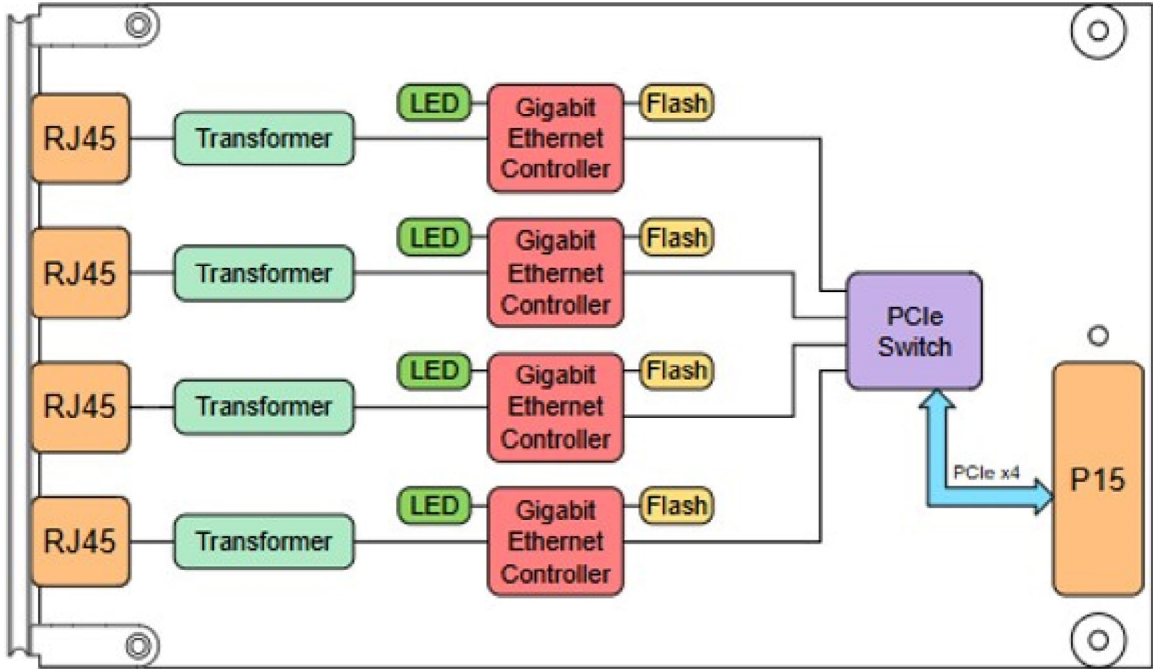 LED
Gigabit
Ethernet
Controller
Flash
RJ45
Transformer
LED
Gigabit
Ethernet
Controller
Flash
RJ45
Transformer
PCIe
Switch
LED
Gigabit
Ethernet
Controller
Flash
RJ45
Transformer
PCIe x4
P15
LED
Gigabit
Ethernet
Controller
Flash
RJ45
Transformer